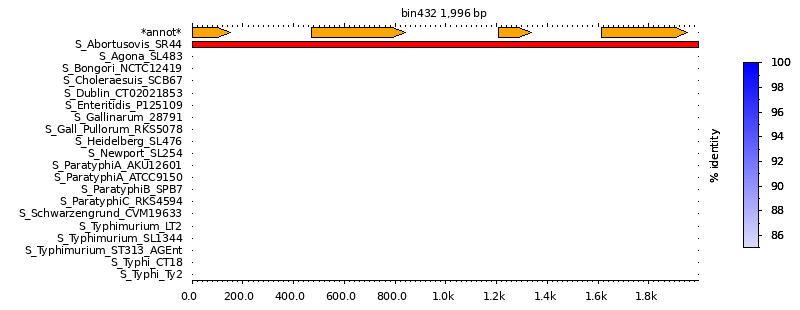 bin432 1,996 bp
*annot*
S_Abortusovis_SR44
S_Agona_SL483
S_Bongori_NCTC12419
S_Choleraesuis_SCB67
S_Dublin_CT02021853
S_Enteritidis_P125109
S_Gallinarum_28791
S_Gall_Pullorum_RKS5078
S_Heidelberg_SL476
S_Newport_SL254
S_ParatyphiA_AKU12601
S_ParatyphiA_ATCC9150
S_ParatyphiB_SPB7
S_ParatyphiC_RKS4594
S_Schwarzengrund_CVM19633
S_Typhimurium_LT2
S_Typhimurium_SL1344
S_Typhimurium_ST313_AGEnt
S_Typhi_CT18
S_Typhi_Ty2
0.0 200.0 400.0 600.0 800.0 1.0k 1.2k 1.4k 1.6k 1.8k
% identity
100
98
96
94
92
90
88
86